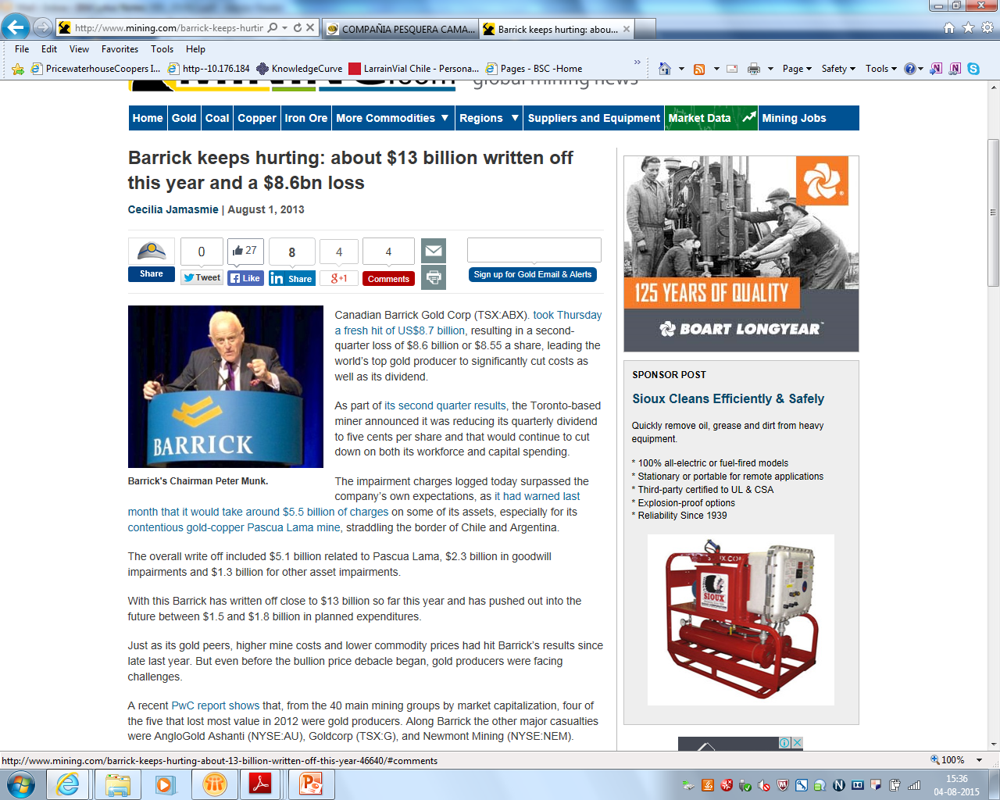 http://www.mining.com/barrick-keeps-hurtir
COMPAÑIA PESQUERA CAMA...
Barrick keeps hurting: abou...
File Edit View Favorites Tools Help
PricewaterhouseCoopers I...
http--10.176.184
KnowledgeCurve
LarrainVial Chile - Persona...
Pages - BSC -Home
Page Safety Tools
global mining news
Home Gold Coal Copper Iron Ore More Commodities Regions Suppliers and Equipment Market Data Mining Jobs
Barrick keeps hurting: about $13 billion written off
this year and a $8.6bn loss
Cecilia Jamasmie | August 1, 2013
0 27 8 4 4
Share Tweet Like Share g+1 Comments
Sign up for Gold Email & Alerts
BARRICK
Barrick's Chairman Peter Munk.
Canadian Barrick Gold Corp (TSX:ABX). took Thursday
a fresh hit of US$8.7 billion, resulting in a second-
quarter loss of $8.6 billion or $8.55 a share, leading the
world's top gold producer to significantly cut costs as
well as its dividend.
As part of its second quarter results, the Toronto-based
miner announced it was reducing its quarterly dividend
to five cents per share and that would continue to cut
down on both its workforce and capital spending.
The impairment charges logged today surpassed the
company's own expectations, as it had warned last
month that it would take around $5.5 billion of charges on some of its assets, especially for its
contentious gold-copper Pascua Lama mine, straddling the border of Chile and Argentina.
The overall write off included $5.1 billion related to Pascua Lama, $2.3 billion in goodwill
impairments and $1.3 billion for other asset impairments.
With this Barrick has written off close to $13 billion so far this year and has pushed out into the
future between $1.5 and $1.8 billion in planned expenditures.
Just as its gold peers, higher mine costs and lower commodity prices had hit Barrick's results since
late last year. But even before the bullion price debacle began, gold producers were facing
challenges.
A recent PwC report shows that, from the 40 main mining groups by market capitalization, four of
the five that lost most value in 2012 were gold producers. Along Barrick the other major casualties
were AngloGold Ashanti (NYSE:AU), Goldcorp (TSX:G), and Newmont Mining (NYSE:NEM).
125 YEARS OF QUALITY
BOART LONGYEAR™
SPONSOR POST
Sioux Cleans Efficiently & Safely
Quickly remove oil, grease and dirt from heavy
equipment.
* 100% all-electric or fuel-fired models
* Stationary or portable for remote applications
* Third-party certified to UL & CSA
* Explosion-proof options
* Reliability Since 1939
SIOUX
http://www.mining.com/barrick-keeps-hurting-about-13-billion-written-off-this-year-46640/#comments
100%
15:36
04-08-2015